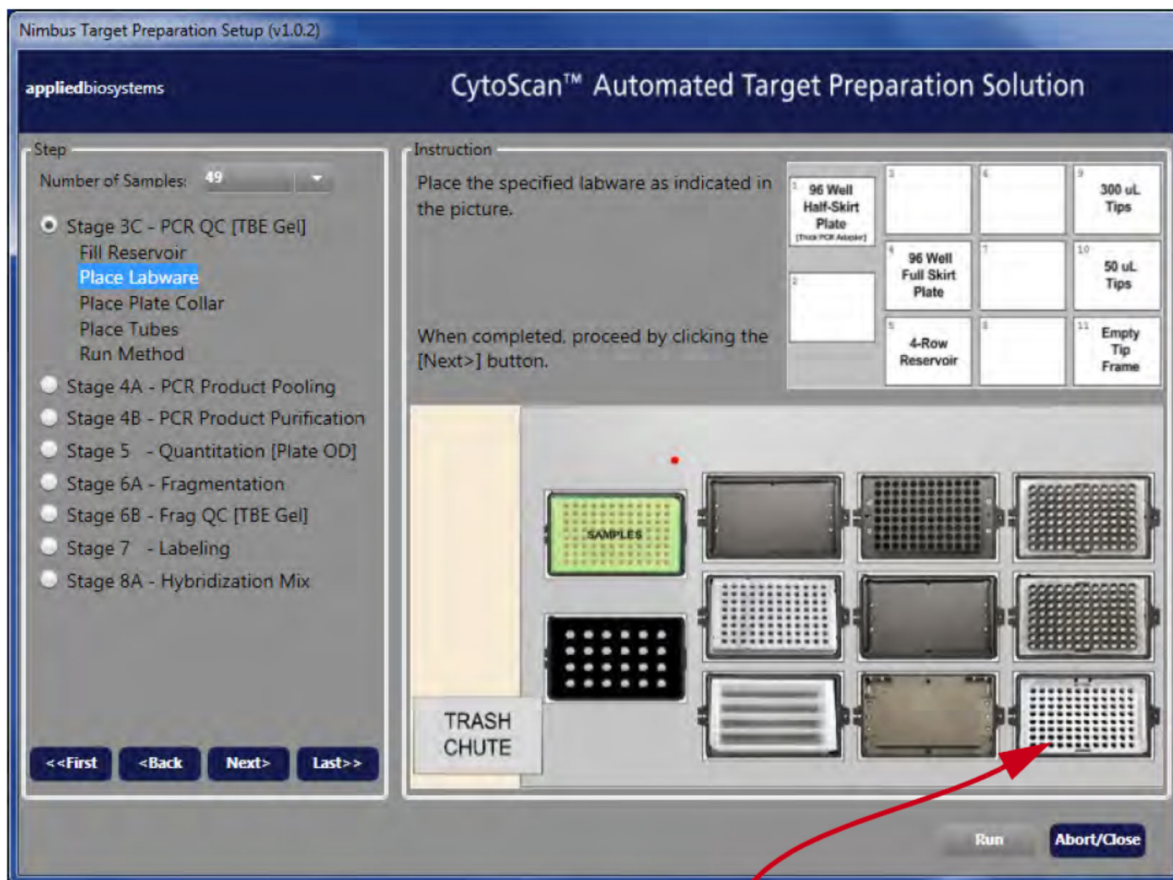 Nimbus Target Preparation Setup (v1.0.2)
appliedbiosystems
CytoScan™ Automated Target Preparation Solution
Step
Number of Samples: 49
Stage 3C - PCR QC [TBE Gel]
Fill Reservoir
Place Labware
Place Plate Collar
Place Tubes
Run Method
Stage 4A - PCR Product Pooling
Stage 4B - PCR Product Purification
Stage 5 - Quantitation [Plate OD]
Stage 6A - Fragmentation
Stage 6B - Frag QC [TBE Gel]
Stage 7 - Labeling
Stage 8A - Hybridization Mix
<<First
<Back
Next>
Last>>
Instruction
Place the specified labware as indicated in
the picture.
When completed, proceed by clicking the
[Next>] button.
1
96 Well
Half-Skirt
Plate
[Thick PCR Adapter]
2
3
4
96 Well
Full Skirt
Plate
5
4-Row
Reservoir
6
7
8
9
300 uL
Tips
10
50 uL
Tips
11
Empty
Tip
Frame
SAMPLES
TRASH
CHUTE
Run
Abort/Close